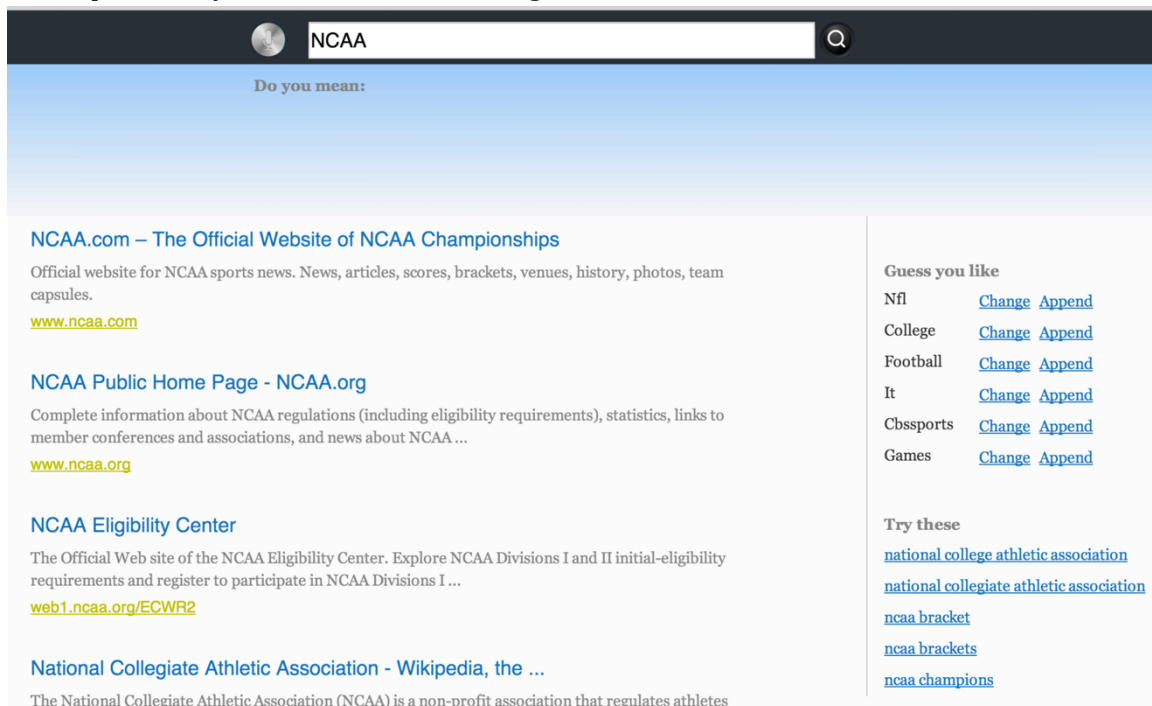 NCAA
Do you mean:
NCAA.com – The Official Website of NCAA Championships
Official website for NCAA sports news. News, articles, scores, brackets, venues, history, photos, team
capsules.
www.ncaa.com
NCAA Public Home Page - NCAA.org
Complete information about NCAA regulations (including eligibility requirements), statistics, links to
member conferences and associations, and news about NCAA ...
www.ncaa.org
NCAA Eligibility Center
The Official Web site of the NCAA Eligibility Center. Explore NCAA Divisions I and II initial-eligibility
requirements and register to participate in NCAA Divisions I ...
web1.ncaa.org/ECWR2
National Collegiate Athletic Association - Wikipedia, the ...
The National Collegiate Athletic Association (NCAA) is a non-profit association that regulates athletes
Guess you like
Nfl Change Append
College Change Append
Football Change Append
It Change Append
Cbssports Change Append
Games Change Append
Try these
national college athletic association
national collegiate athletic association
ncaa bracket
ncaa brackets
ncaa champions